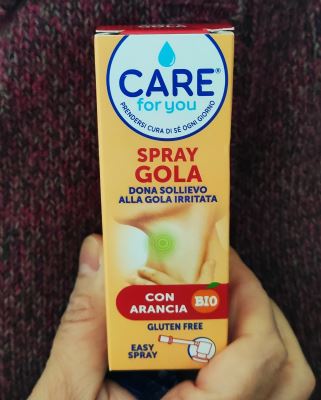 CARE®
for you
PRENDERSI CURA DI SÉ OGNI GIORNO
SPRAY
GOLA
DONA SOLLIEVO
ALLA GOLA IRRITATA
CON
ARANCIA
BIO
GLUTEN FREE
EASY
SPRAY